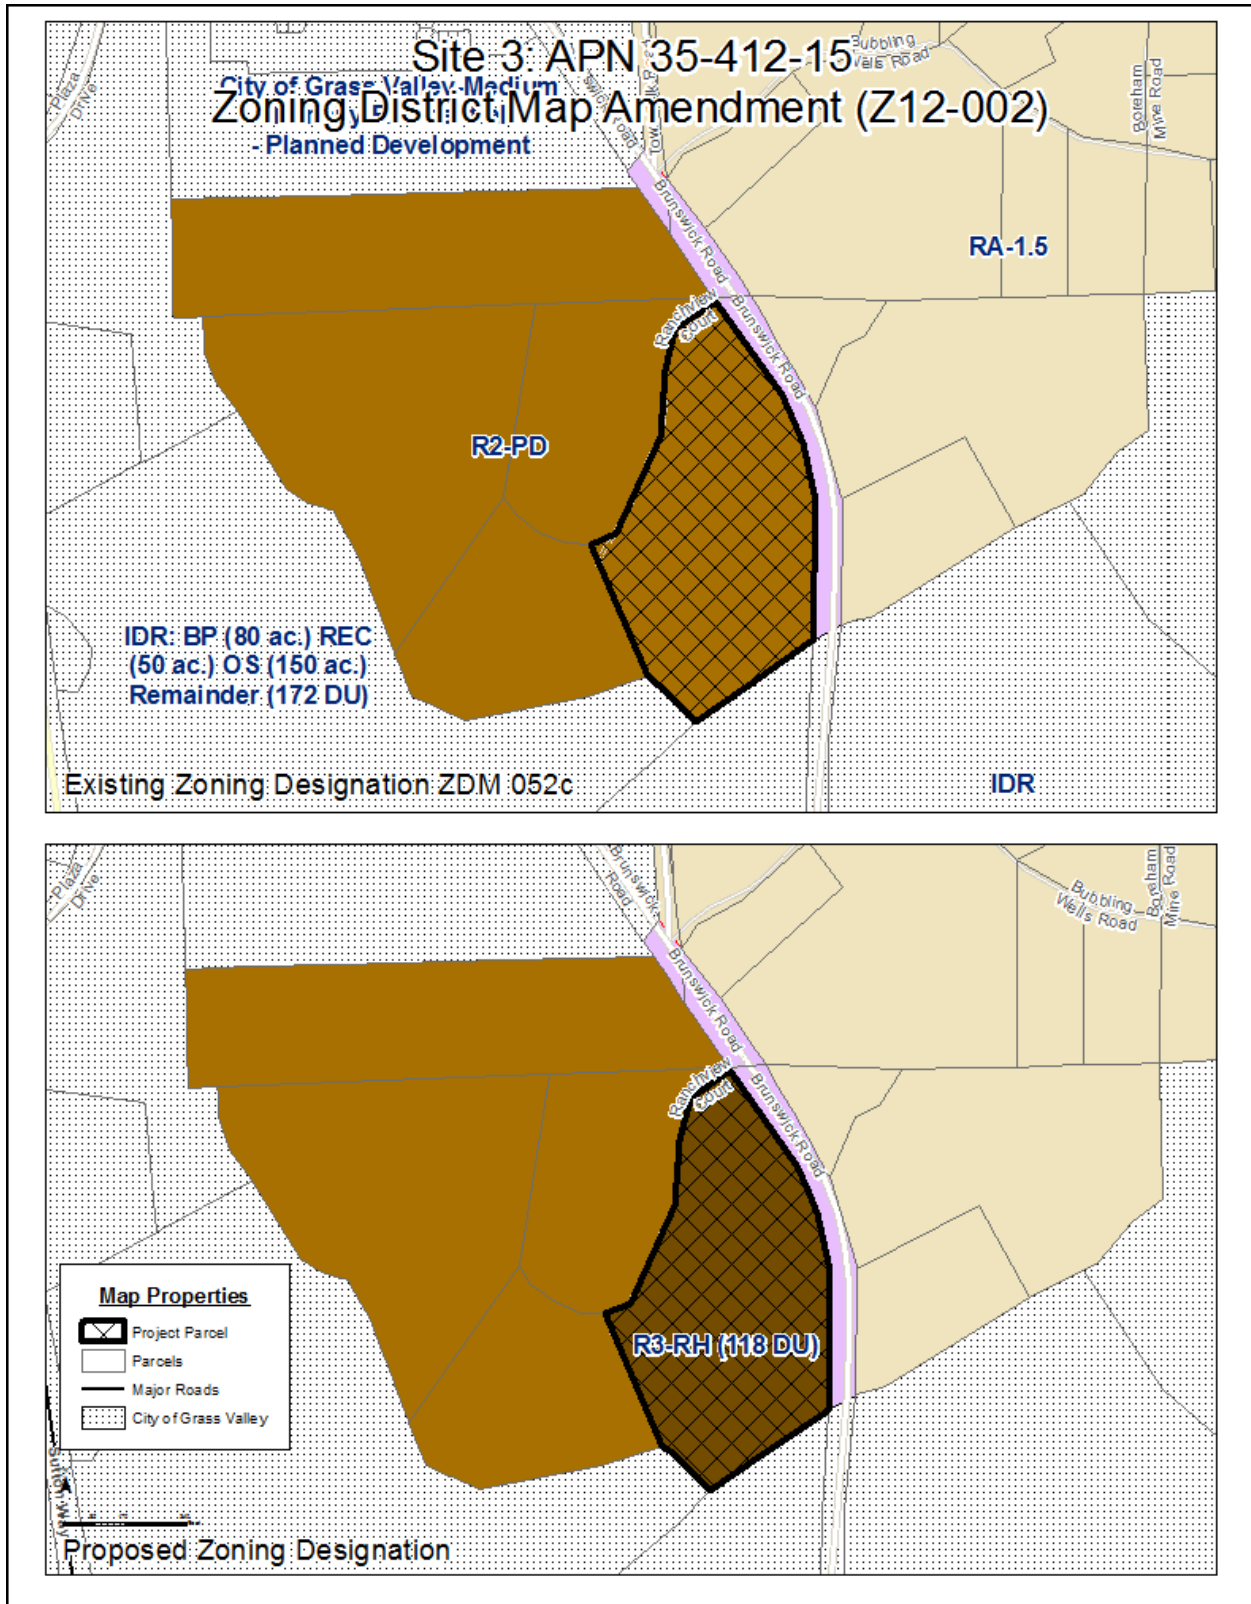 Site 3: APN 35-412-15
Zoning District Map Amendment (Z12-002)
City of Grass Valley-Medium
- Planned Development
Plaza
Drive
Bubbling
Wells Road
Boreham
Mine Road
Brunswick Road
RA-1.5
Ranchview
Court
Brunswick Road
R2-PD
IDR: BP (80 ac.) REC
(50 ac.) OS (150 ac.)
Remainder (172 DU)
Existing Zoning Designation ZDM 052c
IDR
Plaza
Drive
Brunswick
Road
Bubbling
Wells Road
Boreham
Mine Road
Brunswick Road
Ranchview
Court
Brunswick Road
R3-RH (118 DU)
Map Properties
Project Parcel
Parcels
Major Roads
City of Grass Valley
Sutton Way
Proposed Zoning Designation